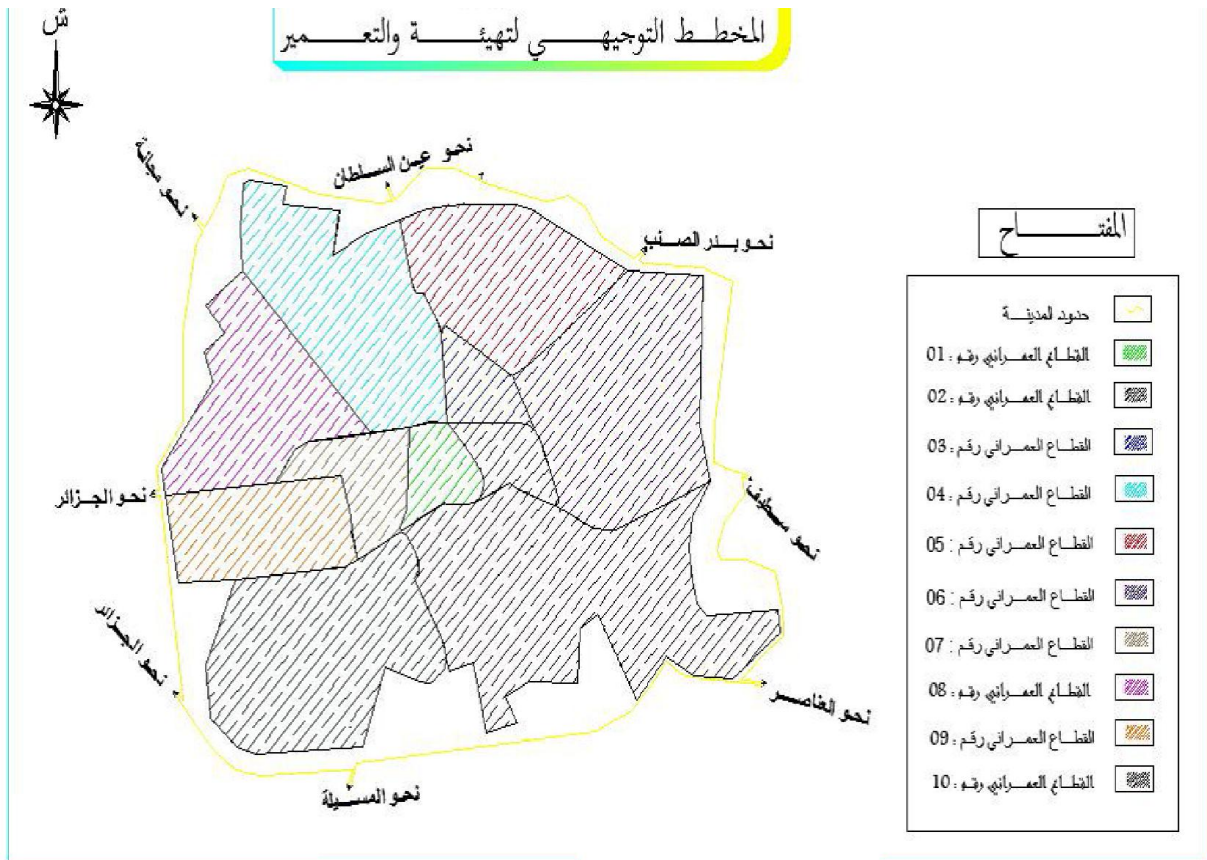 ش
المخطط التوجيهي لتهيئة والتعمير
نحو مجانة
نحو عين السلطان
نحو بدر الصنب
نحو الجزائر
نحو سطيف
نحو الجزائر
نحو العناصر
نحو المسيلة
المفتاح
حدود المدينة
القطاع العمراني رقم : 01
القطاع العمراني رقم : 02
القطاع العمراني رقم : 03
القطاع العمراني رقم : 04
القطاع العمراني رقم : 05
القطاع العمراني رقم : 06
القطاع العمراني رقم : 07
القطاع العمراني رقم : 08
القطاع العمراني رقم : 09
القطاع العمراني رقم : 10